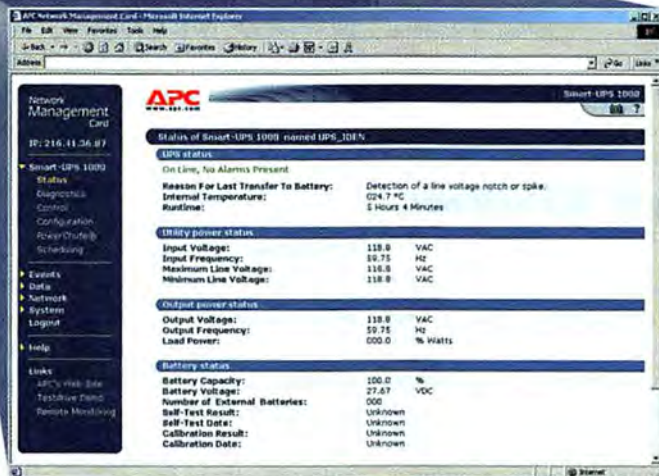 APC Network Management Card - Microsoft Internet Explorer
File Edit View Favorites Tools Help
Back Search Favorites History
Address Go Links
Network
Management
Card
IP: 216.41.36.87
Smart-UPS 1000
Status
Diagnostics
Control
Configuration
PowerChute®
Scheduling
Events
Data
Network
System
Logout
Help
Links
APC's Web Site
Testdrive Demo
Remote Monitoring
APC
www.apc.com
Smart-UPS 1000
?
Status of Smart-UPS 1000 named UPS_IDEN
UPS status
On Line, No Alarms Present
Reason For Last Transfer To Battery: Detection of a line voltage notch or spike.
Internal Temperature: 024.7 °C
Runtime: 5 Hours 4 Minutes
Utility power status
Input Voltage: 118.8 VAC
Input Frequency: 59.75 Hz
Maximum Line Voltage: 118.8 VAC
Minimum Line Voltage: 118.8 VAC
Output power status
Output Voltage: 118.8 VAC
Output Frequency: 59.75 Hz
Load Power: 000.0 % Watts
Battery status
Battery Capacity: 100.0 %
Battery Voltage: 27.67 VDC
Number of External Batteries: 000
Self-Test Result: Unknown
Self-Test Date: Unknown
Calibration Result: Unknown
Calibration Date: Unknown
Internet